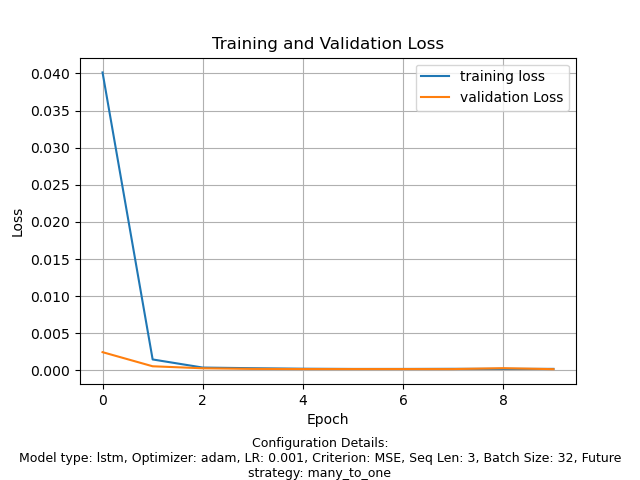 Training and Validation Loss
training loss
validation Loss
0.040
0.035
0.030
0.025
0.020
0.015
0.010
0.005
0.000
Loss
0 2 4 6 8
Epoch
Configuration Details:
Model type: lstm, Optimizer: adam, LR: 0.001, Criterion: MSE, Seq Len: 3, Batch Size: 32, Future
strategy: many_to_one